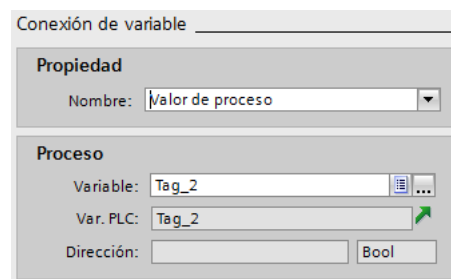 Conexión de variable
Propiedad
Nombre: Valor de proceso
Proceso
Variable: Tag_2
...
Var. PLC: Tag_2
Dirección: Bool